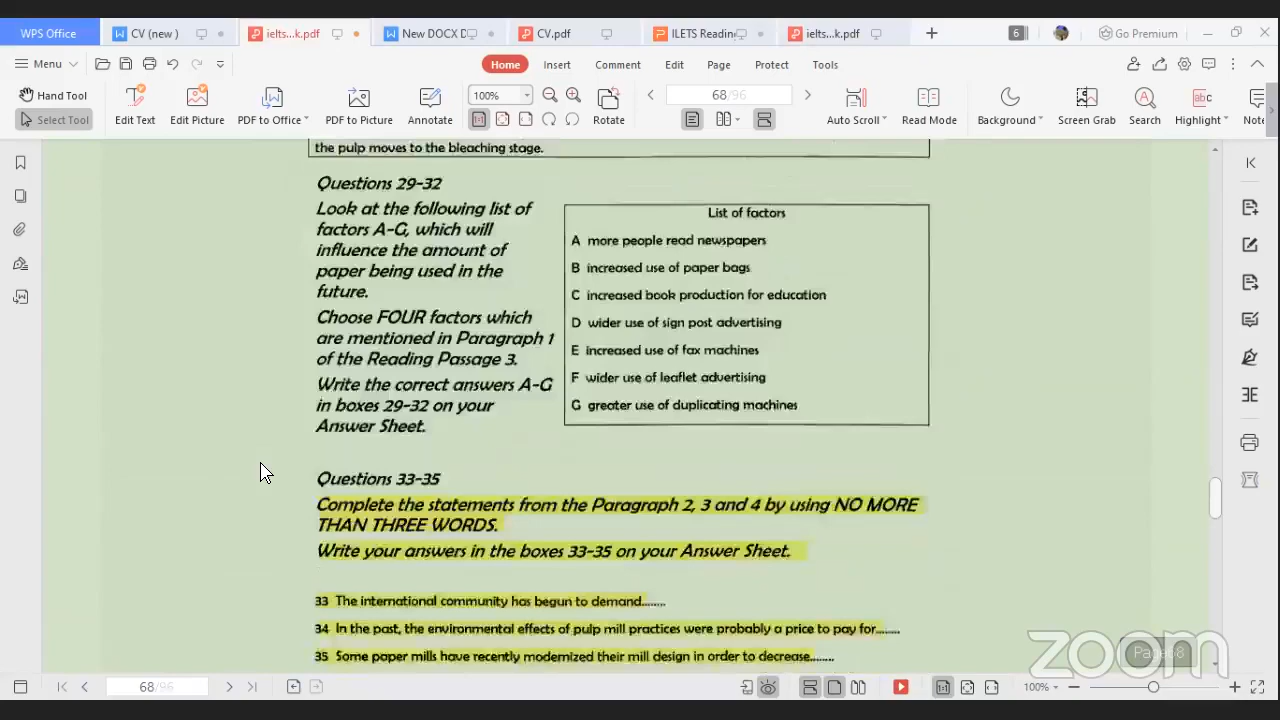 WPS Office
CV (new )
ielts...k.pdf
New DOCX D
CV.pdf
ILETS Reading
ielts...k.pdf
6
Go Premium
Menu
Home
Insert
Comment
Edit
Page
Protect
Tools
Hand Tool
Select Tool
Edit Text
Edit Picture
PDF to Office
PDF to Picture
Annotate
100%
Rotate
68/96
Auto Scroll
Read Mode
Background
Screen Grab
Search
Highlight
the pulp moves to the bleaching stage.
Questions 29-32
Look at the following list of
factors A-G, which will
influence the amount of
paper being used in the
future.
Choose FOUR factors which
are mentioned in Paragraph 1
of the Reading Passage 3.
Write the correct answers A-G
in boxes 29-32 on your
Answer Sheet.
List of factors
A more people read newspapers
B increased use of paper bags
C increased book production for education
D wider use of sign post advertising
E increased use of fax machines
F wider use of leaflet advertising
G greater use of duplicating machines
Questions 33-35
Complete the statements from the Paragraph 2, 3 and 4 by using NO MORE
THAN THREE WORDS.
Write your answers in the boxes 33-35 on your Answer Sheet.
33 The international community has begun to demand........
34 In the past, the environmental effects of pulp mill practices were probably a price to pay for........
35 Some paper mills have recently modernized their mill design in order to decrease........
zoom
Page68
68/96
100%